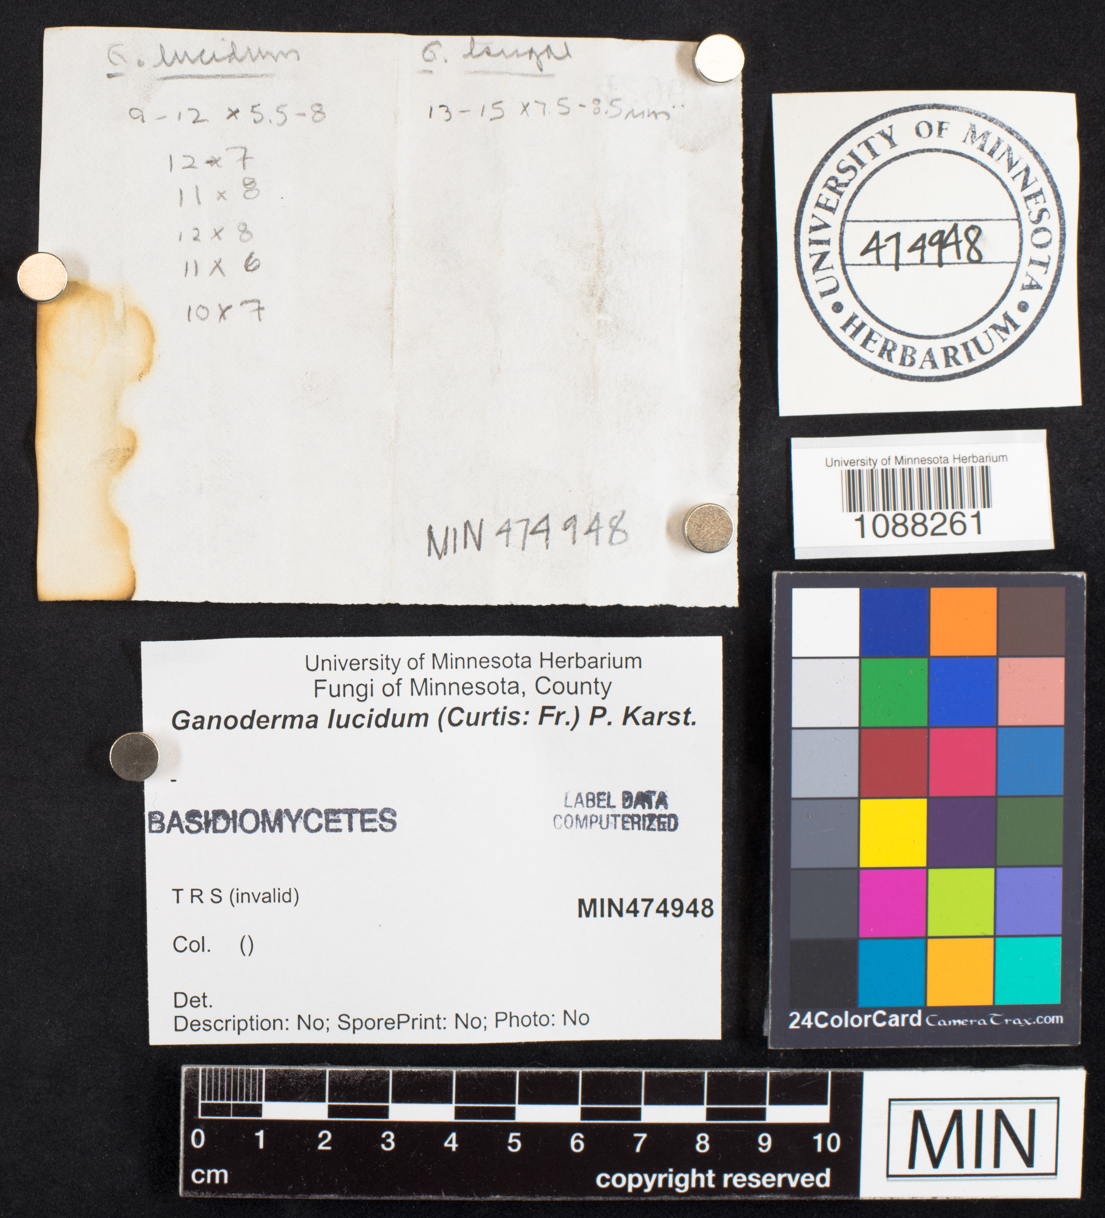 G. lucidum
9-12 x 5.5-8
12 x 7
11 x 8
12 x 8
11 x 6
10 x 7
G. tsugae
13-15 x 7.5-8.5 mm
MIN 474948
UNIVERSITY OF MINNESOTA
474948
• HERBARIUM •
University of Minnesota Herbarium
1088261
University of Minnesota Herbarium
Fungi of Minnesota, County
Ganoderma lucidum (Curtis: Fr.) P. Karst.
-
BASIDIOMYCETES
LABEL DATA
COMPUTERIZED
T R S (invalid)
MIN474948
Col. ()
Det.
Description: No; SporePrint: No; Photo: No
24ColorCard CameraTrax.com
0 1 2 3 4 5 6 7 8 9 10
cm
copyright reserved
MIN